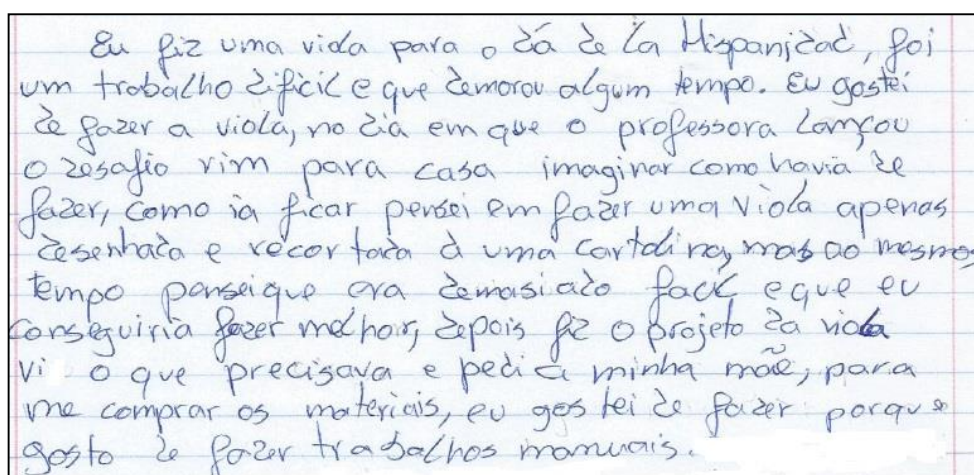 Eu fiz uma viola para o dá de La Hispanidad, foi
um trabalho dificil e que demorou algum tempo. Eu gostei
de fazer a viola, no dia em que o professora lançou
o desafio vim para casa imaginar como havia de
fazer, como ia ficar pensei em fazer uma viola apenas
desenhada e recortada d uma cartolina, mas ao mesmo
tempo pensei que era demasiado facil, e que eu
conseguiria fazer melhor, depois fiz o projeto da viola
vi o que precisava e pedi a minha mãe, para
me comprar os materiais, eu gostei de fazer porque
gosto de fazer trabalhos manuais.